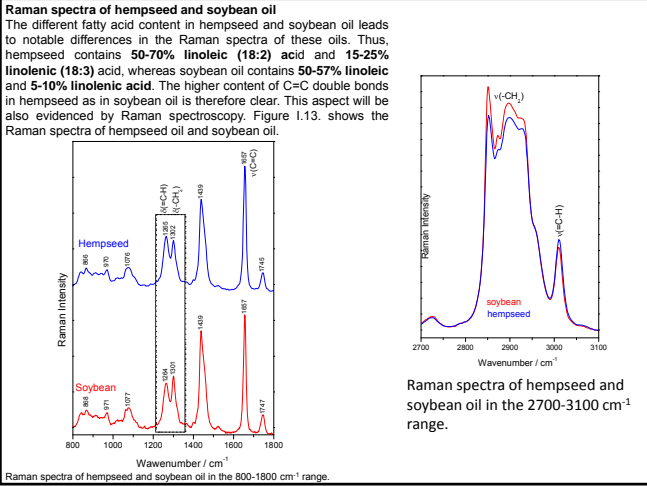 Raman spectra of hempseed and soybean oil
The different fatty acid content in hempseed and soybean oil leads
to notable differences in the Raman spectra of these oils. Thus,
hempseed contains 50-70% linoleic (18:2) acid and 15-25%
linolenic (18:3) acid, whereas soybean oil contains 50-57% linoleic
and 5-10% linolenic acid. The higher content of C=C double bonds
in hempseed as in soybean oil is therefore clear. This aspect will be
also evidenced by Raman spectroscopy. Figure I.13. shows the
Raman spectra of hempseed oil and soybean oil.
Raman Intensity
Hempseed
866
970
1076
δ(=C-H)
1265
δ(-CH2)
1302
1439
1657
ν(C=C)
1745
Soybean
868
971
1077
1264
1301
1439
1657
1747
800 1000 1200 1400 1600 1800
Wawenumber / cm-1
Raman spectra of hempseed and soybean oil in the 800-1800 cm-1 range.
Raman Intensity
ν(-CH2)
ν(=C-H)
soybean
hempseed
2700 2800 2900 3000 3100
Wavenumber / cm-1
Raman spectra of hempseed and
soybean oil in the 2700-3100 cm-1
range.